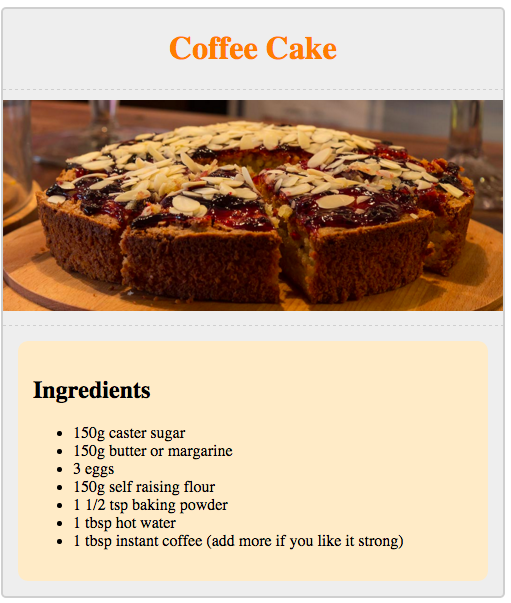 Coffee Cake
Ingredients
150g caster sugar
150g butter or margarine
3 eggs
150g self raising flour
1 1/2 tsp baking powder
1 tbsp hot water
1 tbsp instant coffee (add more if you like it strong)